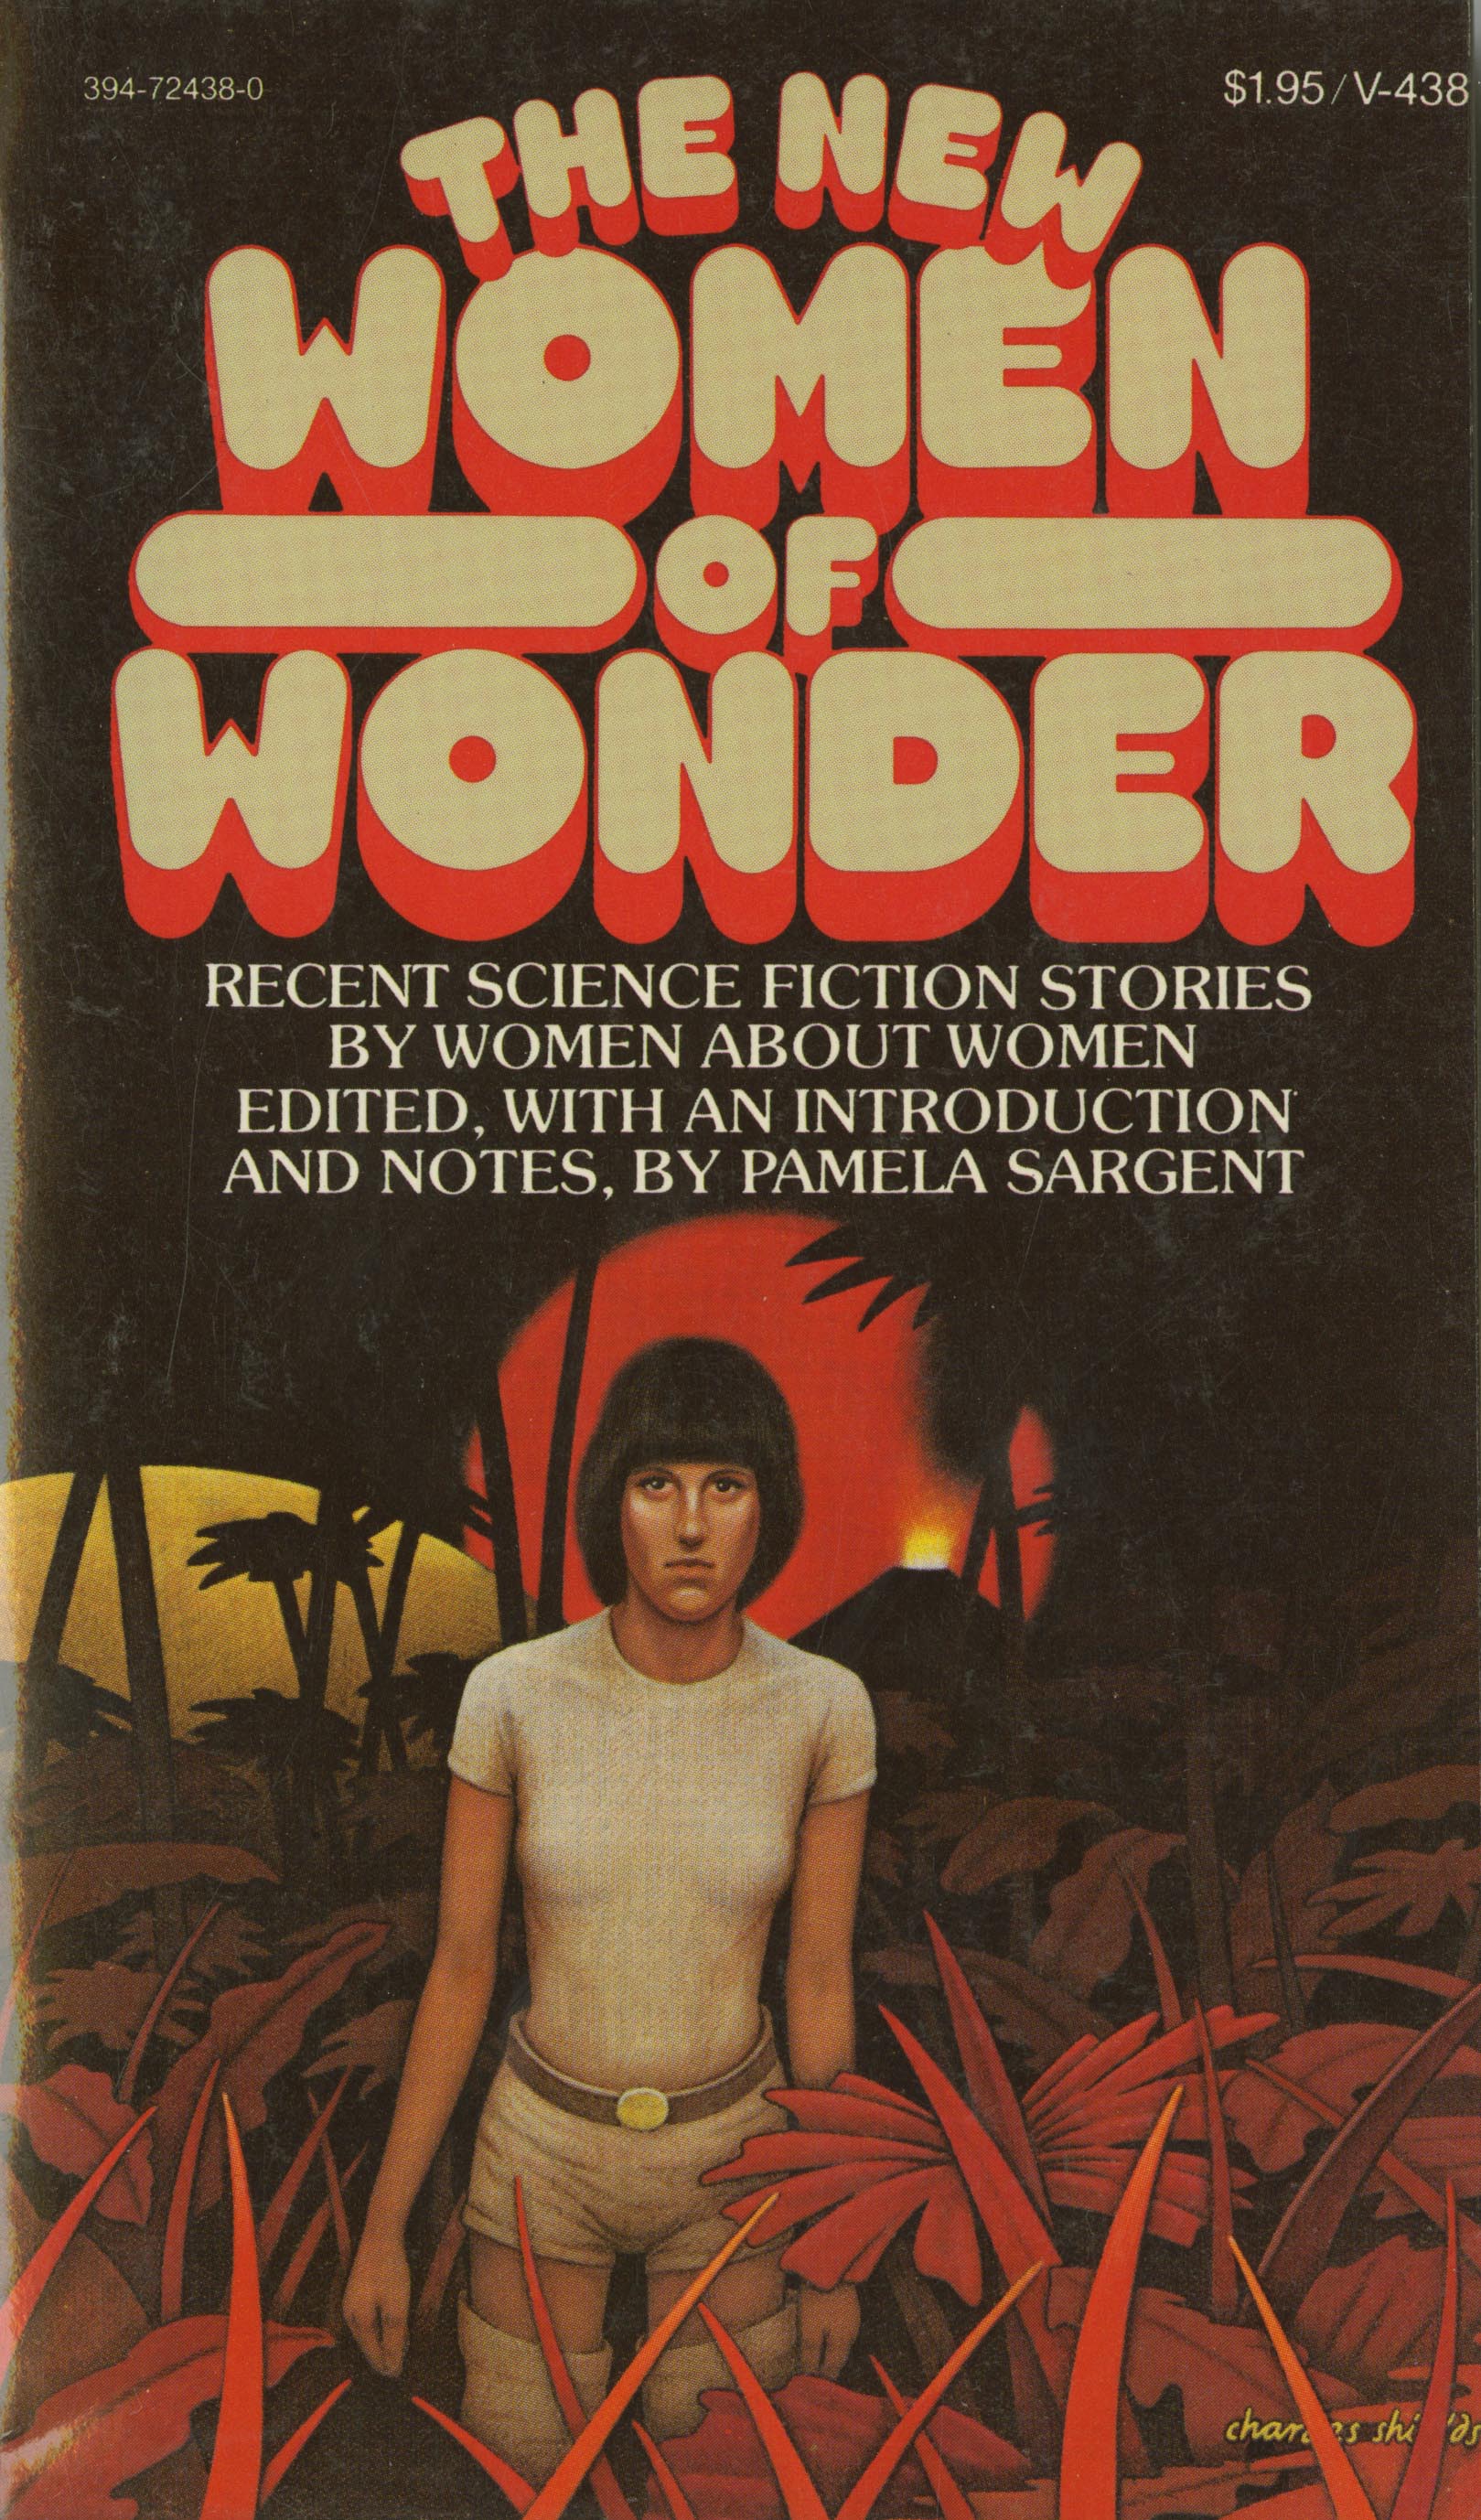 394-72438-0
$1.95/V-438
THE NEW
WOMEN
OF
WONDER
RECENT SCIENCE FICTION STORIES
BY WOMEN ABOUT WOMEN
EDITED, WITH AN INTRODUCTION
AND NOTES, BY PAMELA SARGENT